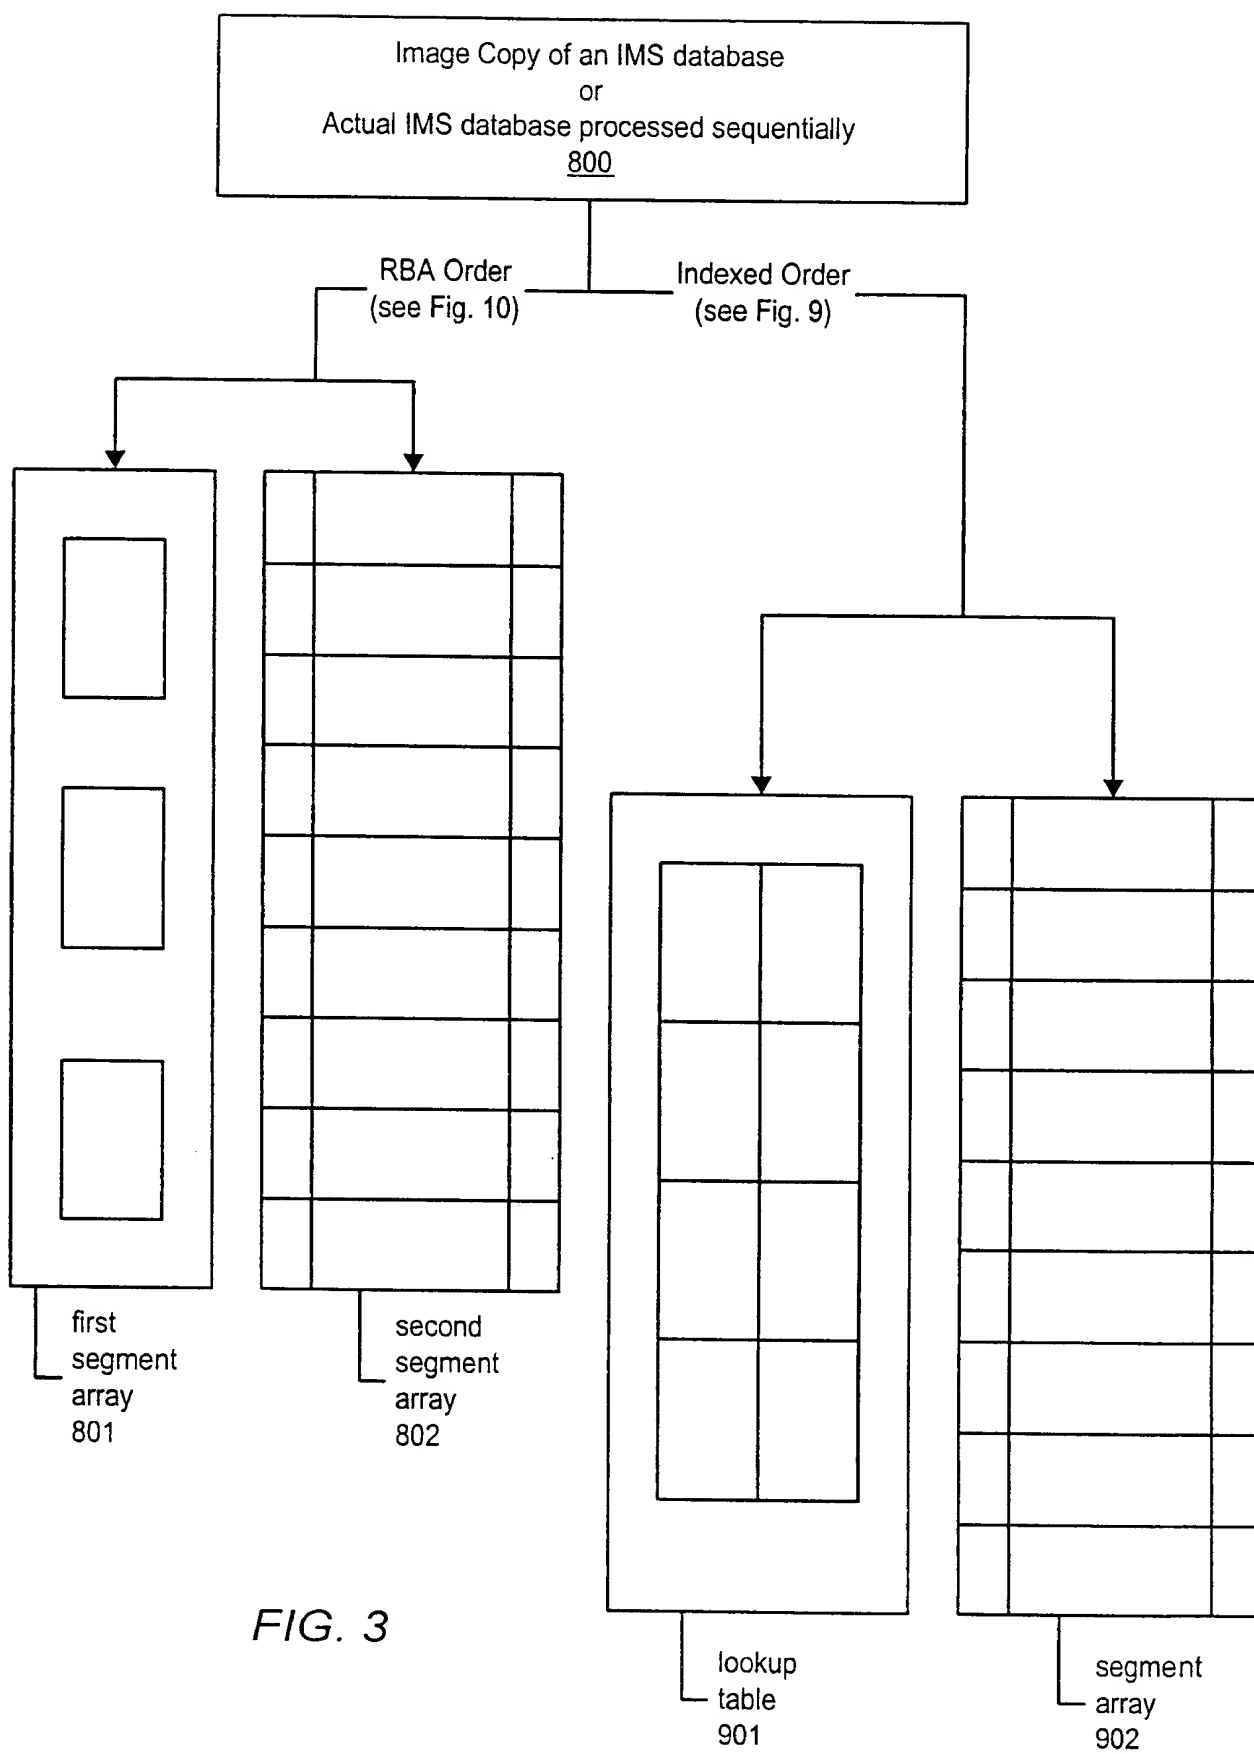 Image Copy of an IMS database
or
Actual IMS database processed sequentially
800
RBA Order
(see Fig. 10)
Indexed Order
(see Fig. 9)
first
segment
array
801
second
segment
array
802
FIG. 3
lookup
table
901
segment
array
902